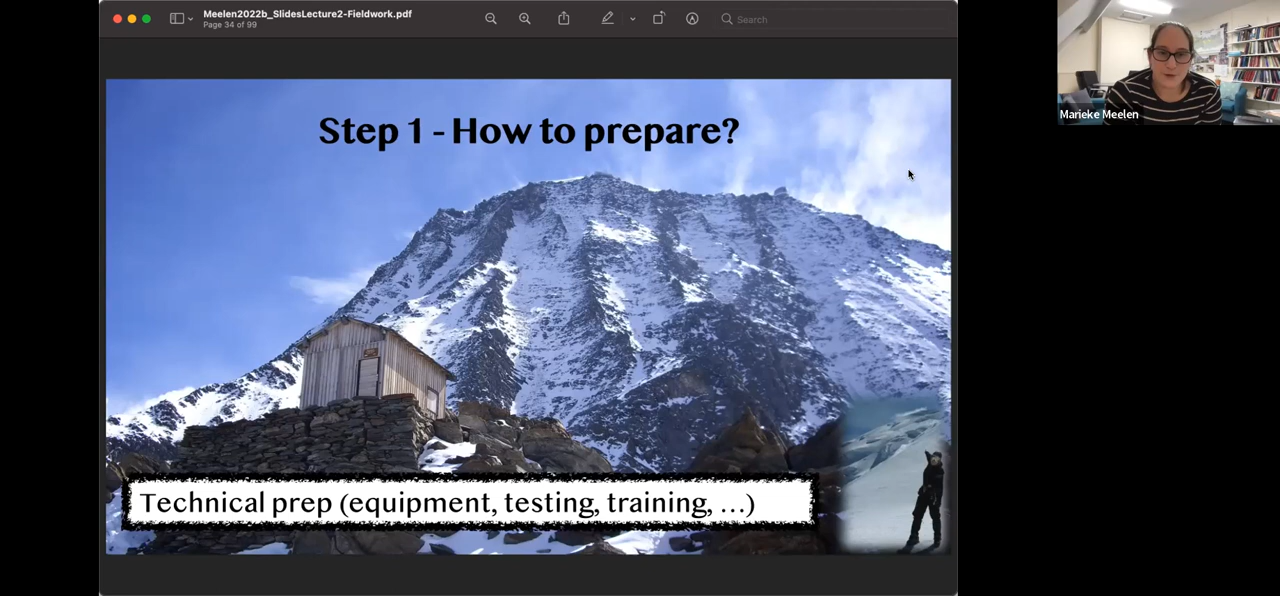 Meelen2022b_SlidesLecture2-Fieldwork.pdf
Page 34 of 99
Search
Marieke Meelen
Step 1 - How to prepare?
Technical prep (equipment, testing, training, ...)